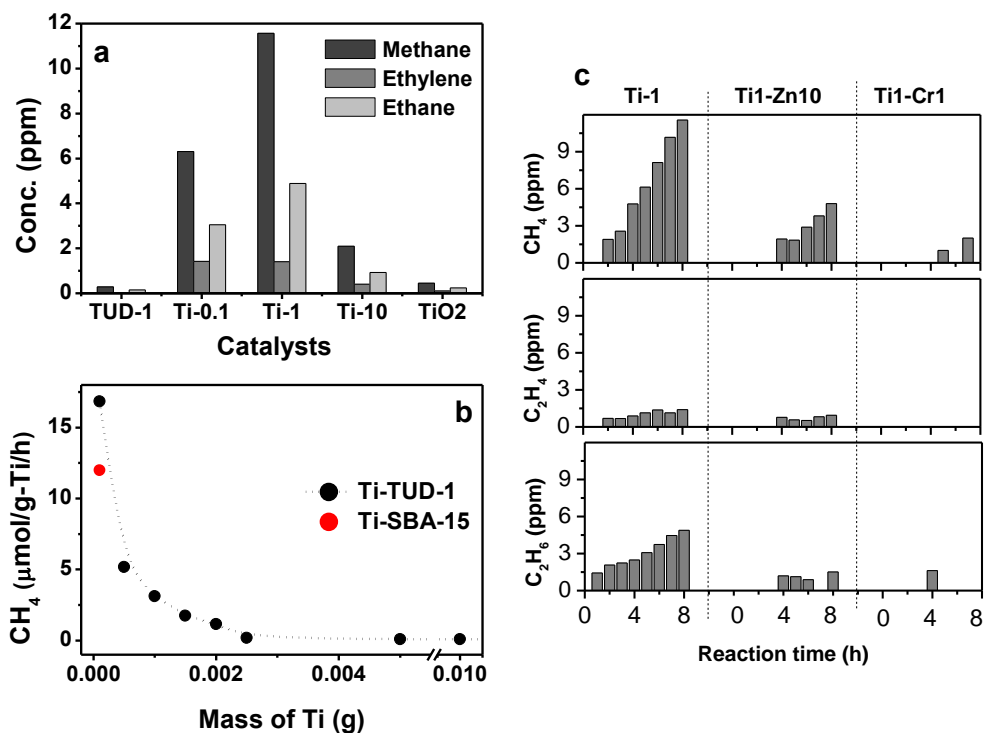 a
Methane
Ethylene
Ethane
Conc. (ppm)
12
10
8
6
4
2
0
TUD-1 Ti-0.1 Ti-1 Ti-10 TiO2
Catalysts
b
Ti-TUD-1
Ti-SBA-15
CH₄ (μmol/g-Ti/h)
15
10
5
0
0.000 0.002 0.004 0.010
Mass of Ti (g)
c
Ti-1 Ti1-Zn10 Ti1-Cr1
CH₄ (ppm)
9
6
3
0
C₂H₄ (ppm)
9
6
3
0
C₂H₆ (ppm)
9
6
3
0
0 4 8 0 4 8 0 4 8
Reaction time (h)